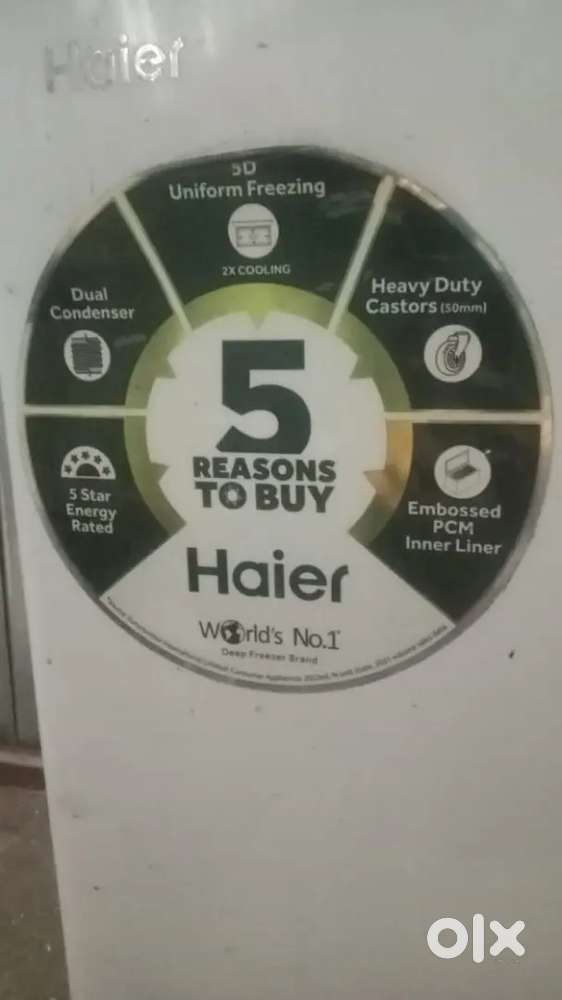 Haier
5D
Uniform Freezing
2X COOLING
Dual
Condenser
Heavy Duty
Castors (50mm)
5 Star
Energy
Rated
Embossed
PCM
Inner Liner
5
REASONS
TO BUY
Haier
World's No.1
Deep Freezer Brand
olx